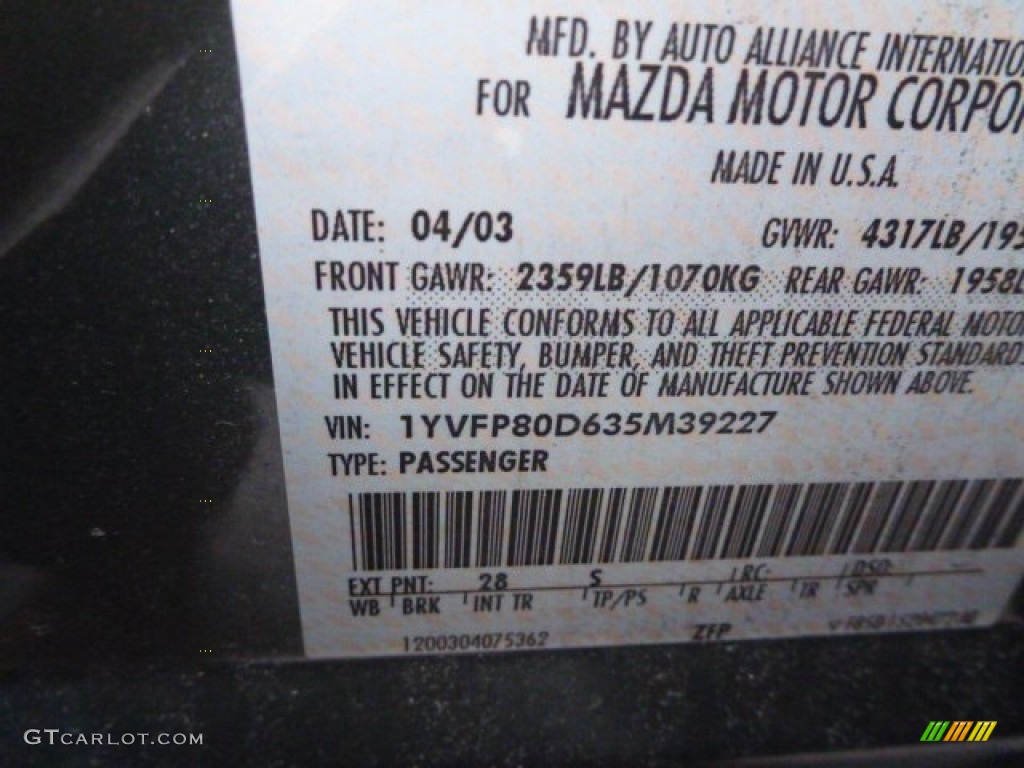 MFD. BY AUTO ALLIANCE INTERNATIO
FOR MAZDA MOTOR CORPO
MADE IN U.S.A.
DATE: 04/03 GVWR: 4317LB/195
FRONT GAWR: 2359LB/1070KG REAR GAWR: 1958L
THIS VEHICLE CONFORMS TO ALL APPLICABLE FEDERAL MOTO
VEHICLE SAFETY, BUMPER, AND THEFT PREVENTION STANDARD
IN EFFECT ON THE DATE OF MANUFACTURE SHOWN ABOVE.
VIN: 1YVFP80D635M39227
TYPE: PASSENGER
EXT PNT: 28 S RC: DSO:
WB BRK INT TR TP/PS R AXLE TR SPR
1200304075362 ZFP
GTCARLOT.COM